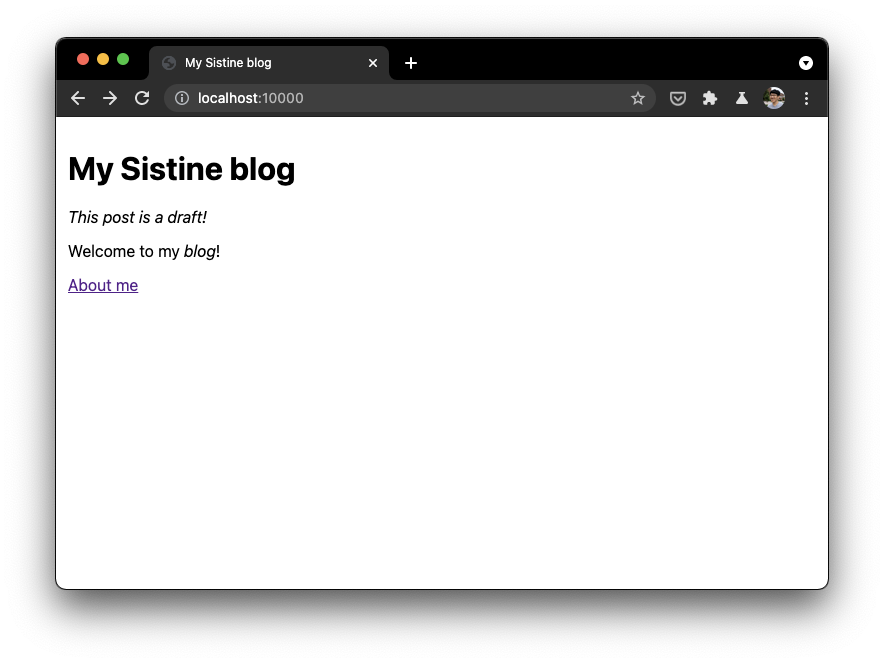 My Sistine blog
localhost:10000
My Sistine blog
This post is a draft!
Welcome to my blog!
About me